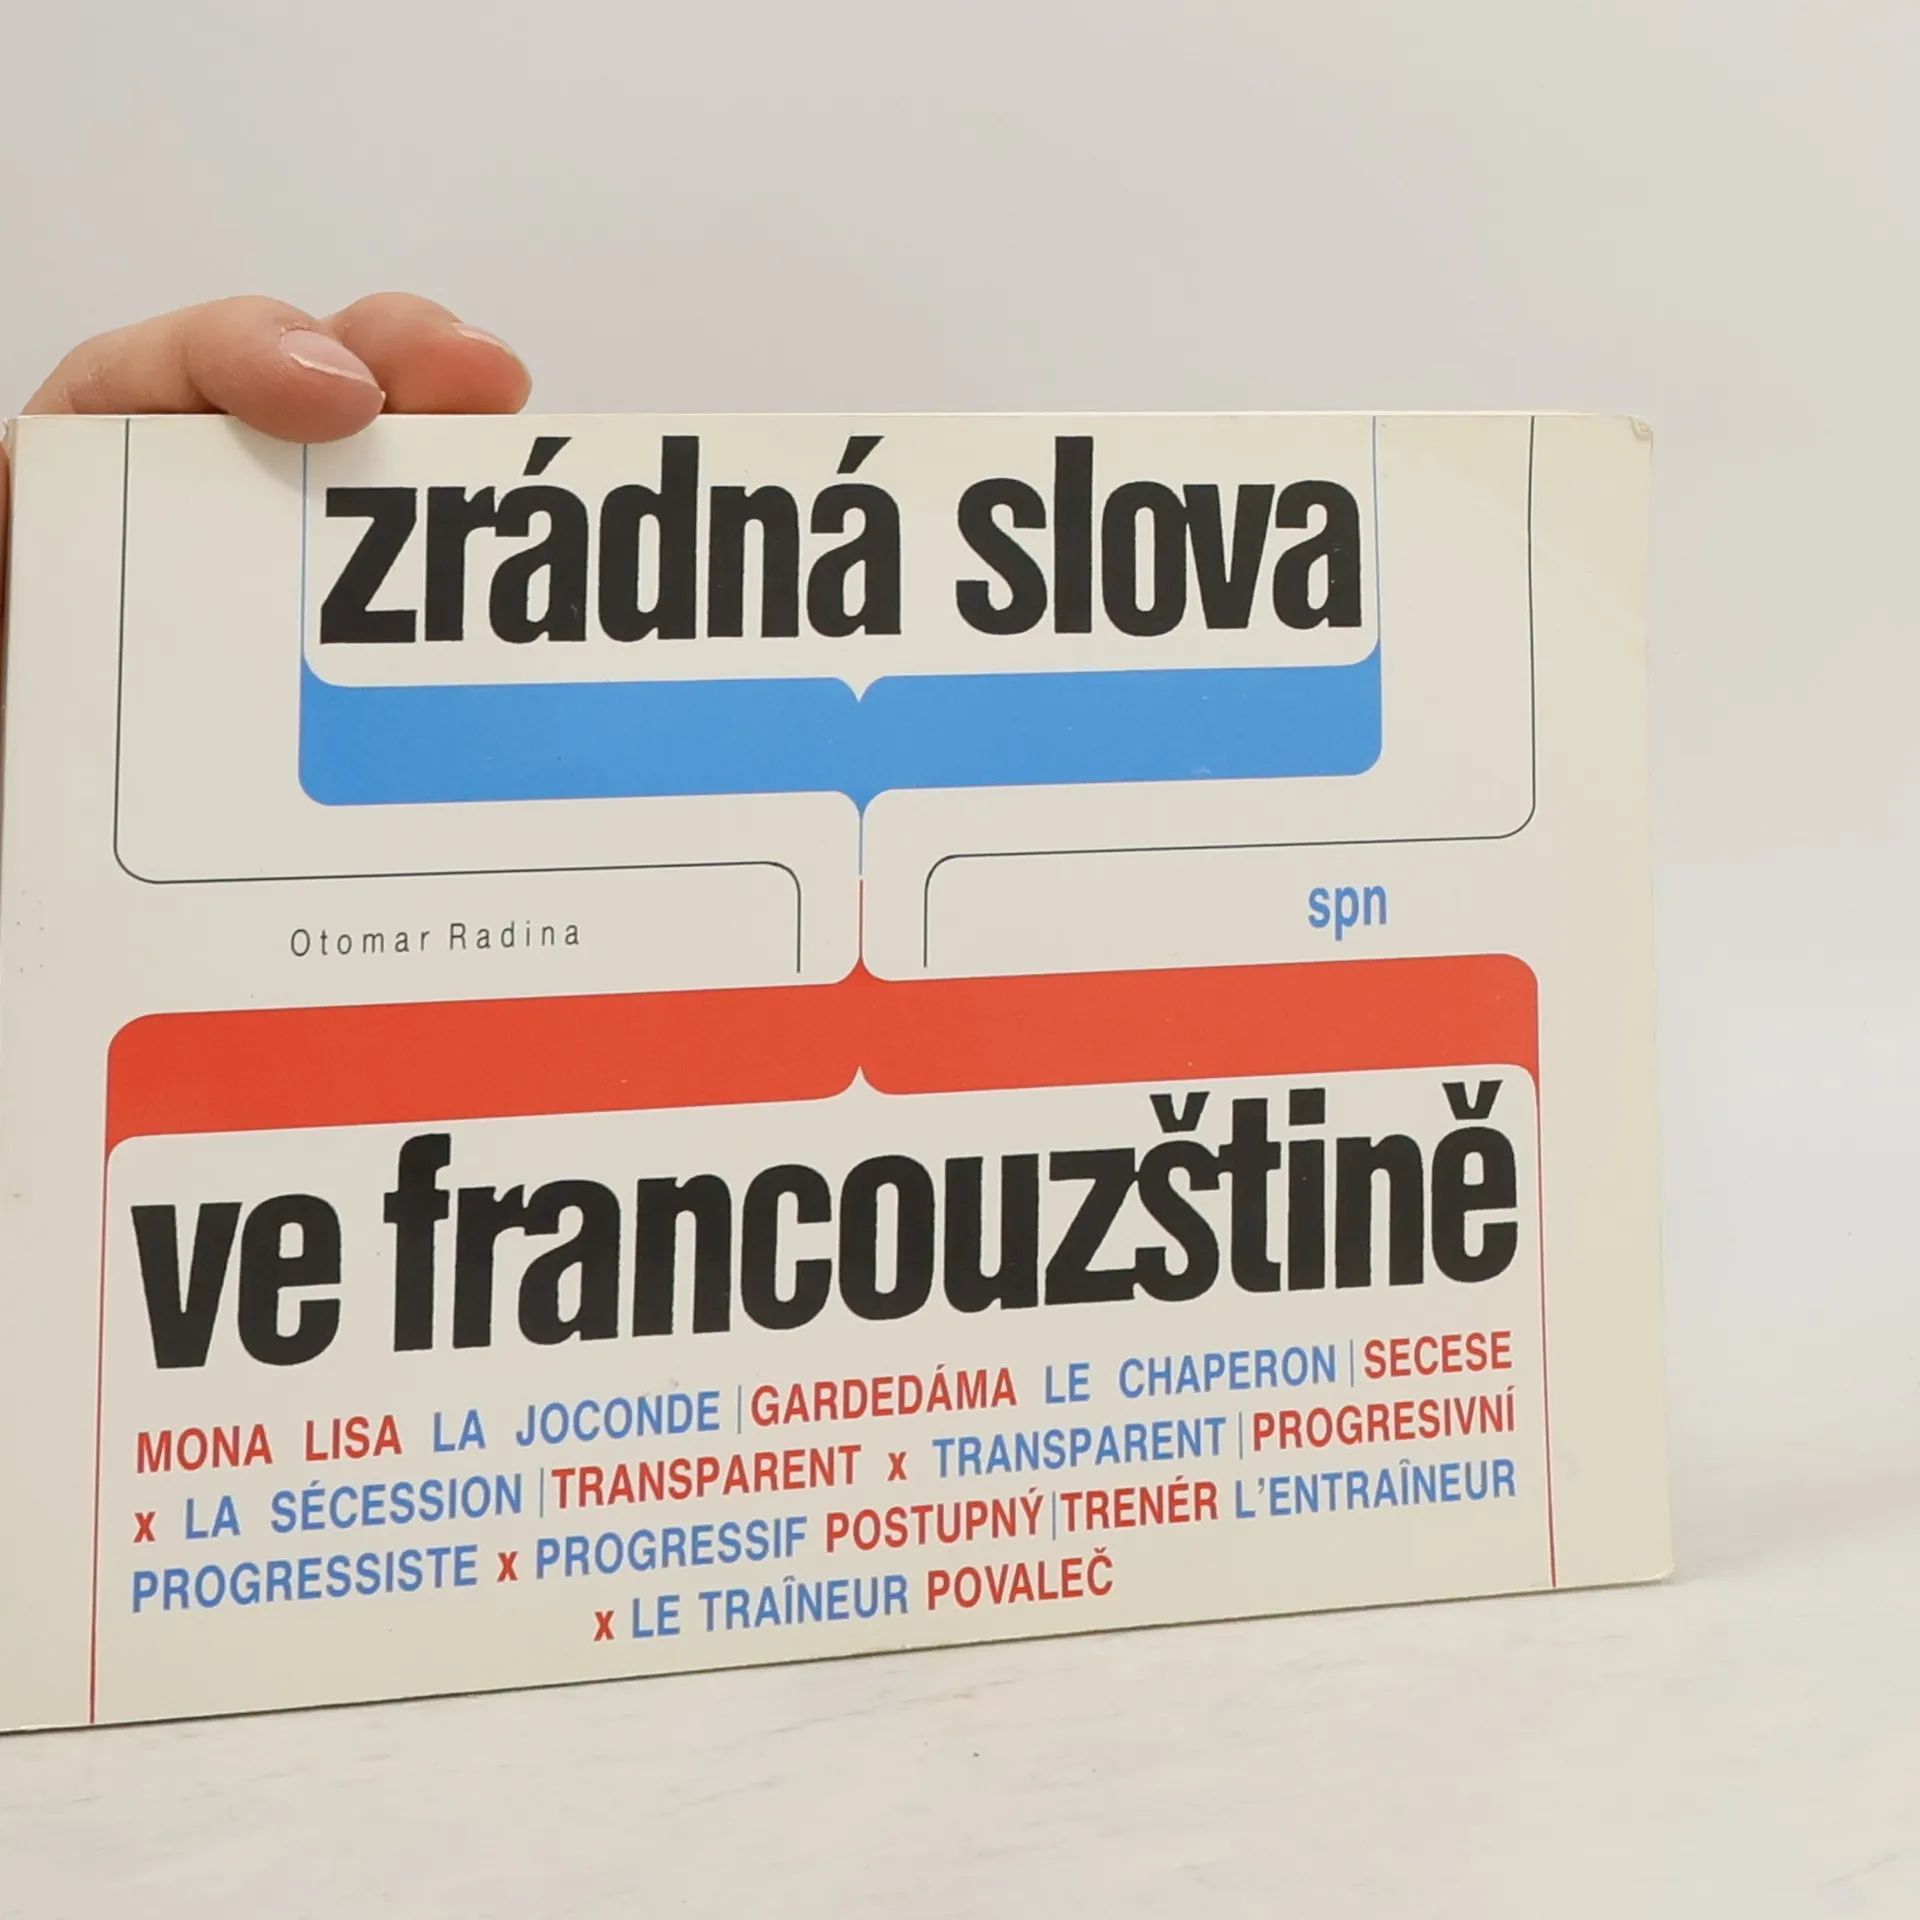 zrádná slova
Otomar Radina
spn
ve francouzštině
MONA LISA LA JOCONDE | GARDEDÁMA LE CHAPERON | SECESE
x LA SÉCESSION | TRANSPARENT x TRANSPARENT | PROGRESIVNÍ
PROGRESSISTE x PROGRESSIF POSTUPNÝ | TRENÉR L'ENTRAÎNEUR
x LE TRAÎNEUR POVALEČ